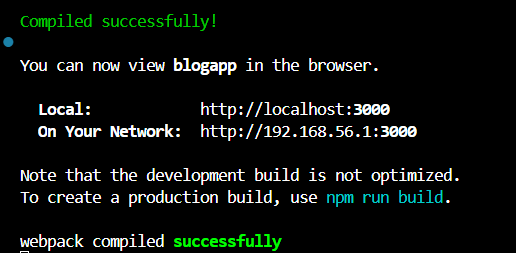 Compiled successfully!
You can now view blogapp in the browser.
Local: http://localhost:3000
On Your Network: http://192.168.56.1:3000
Note that the development build is not optimized.
To create a production build, use npm run build.
webpack compiled successfully